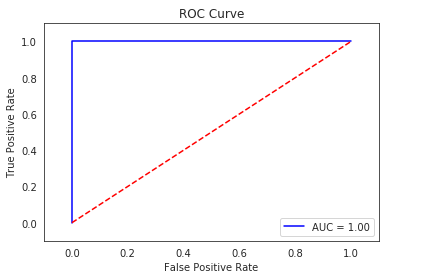 ROC Curve
True Positive Rate
1.0
0.8
0.6
0.4
0.2
0.0
AUC = 1.00
0.0 0.2 0.4 0.6 0.8 1.0
False Positive Rate